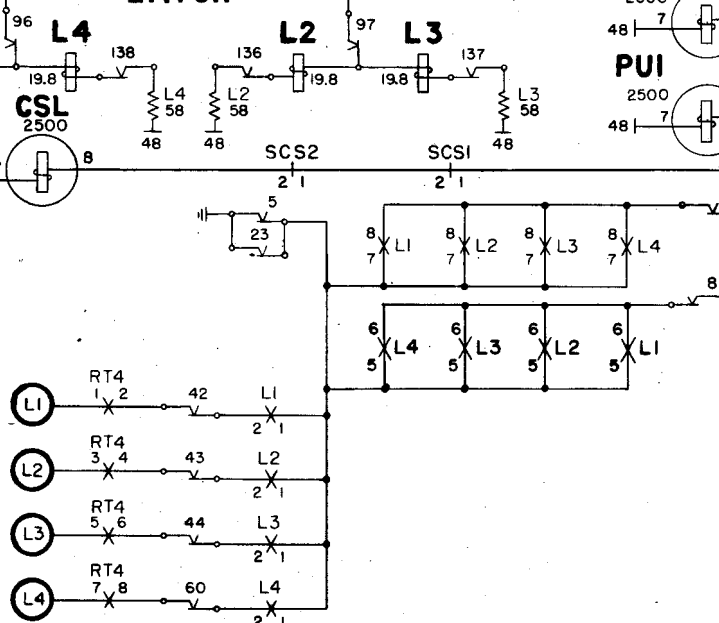 96
97
7
48
L4
138
136
L2
L3
137
19.8
19.8
19.8
PUI
L4
58
L2
58
L3
58
CSL
2500
2500
7
48
48
48
48
8
SCS2
SCS1
2 1
2 1
5
23
8 L1 7
8 L2 7
8 L3 7
8 L4 7
8
6 L4 5
6 L3 5
6 L2 5
6 L1 5
RT4
L1
1 2
42
L1
2 1
RT4
L2
3 4
43
L2
2 1
RT4
L3
5 6
44
L3
2 1
RT4
L4
7 8
60
L4
2 1